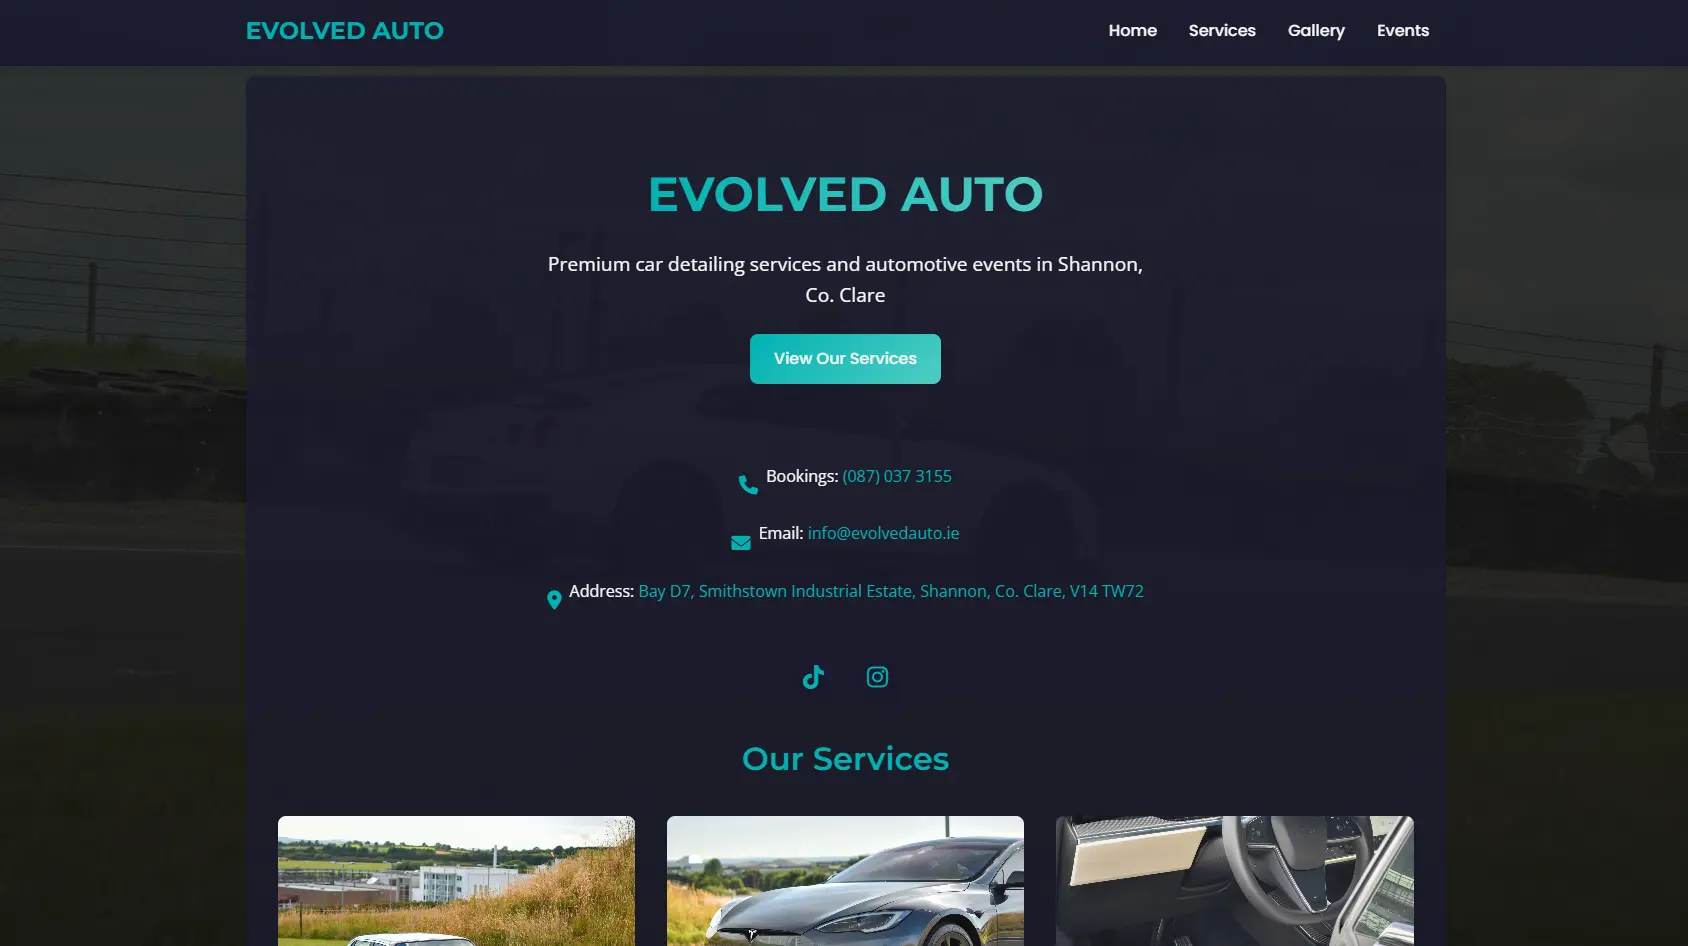 EVOLVED AUTO
Home
Services
Gallery
Events
EVOLVED AUTO
Premium car detailing services and automotive events in Shannon,
Co. Clare
View Our Services
Bookings: (087) 037 3155
Email: info@evolvedauto.ie
Address: Bay D7, Smithstown Industrial Estate, Shannon, Co. Clare, V14 TW72
Our Services